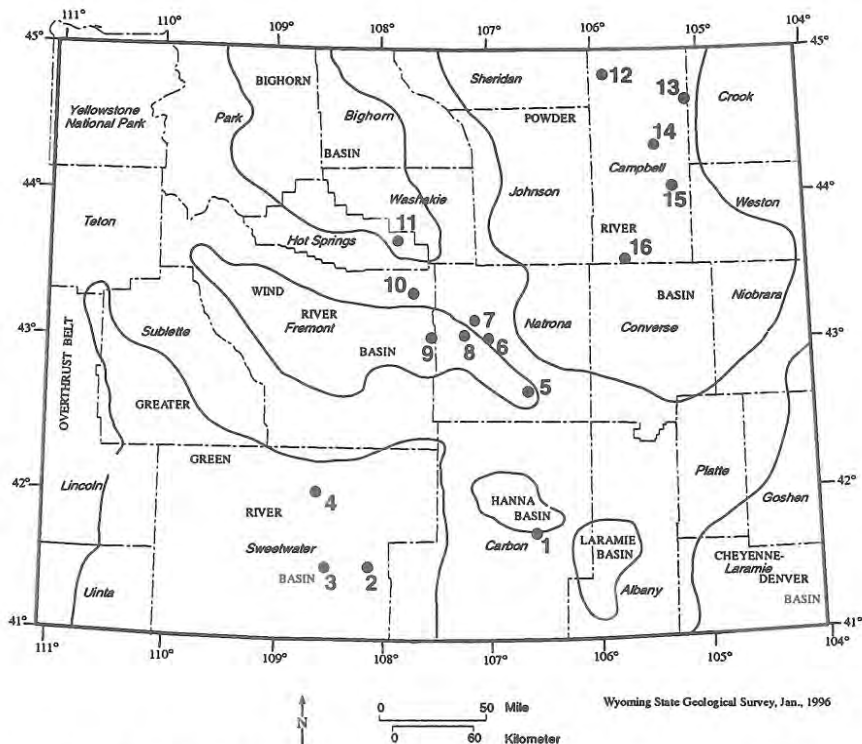 111°
110°
109°
108°
107°
106°
105°
104°
45°
45°
Yellowstone
National Park
Park
BIGHORN
Bighorn
BASIN
Sheridan
12
13
Crook
POWDER
14
Campbell
15
Johnson
Weston
44°
44°
Teton
Washakie
11
Hot Springs
RIVER
16
10
WIND
RIVER
Fremont
BASIN
9
7
8
6
5
Natrona
Converse
BASIN
Niobrara
43°
43°
Sublette
OVERTHRUST BELT
GREATER
GREEN
RIVER
4
Sweetwater
BASIN
3
2
Lincoln
42°
42°
HANNA
BASIN
Carbon
1
LARAMIE
BASIN
Albany
Platte
Goshen
CHEYENNE-
Laramie
DENVER
BASIN
Uinta
41°
41°
111°
110°
109°
108°
107°
106°
105°
104°
N
0 50 Mile
0 60 Kilometer
Wyoming State Geological Survey, Jan., 1996